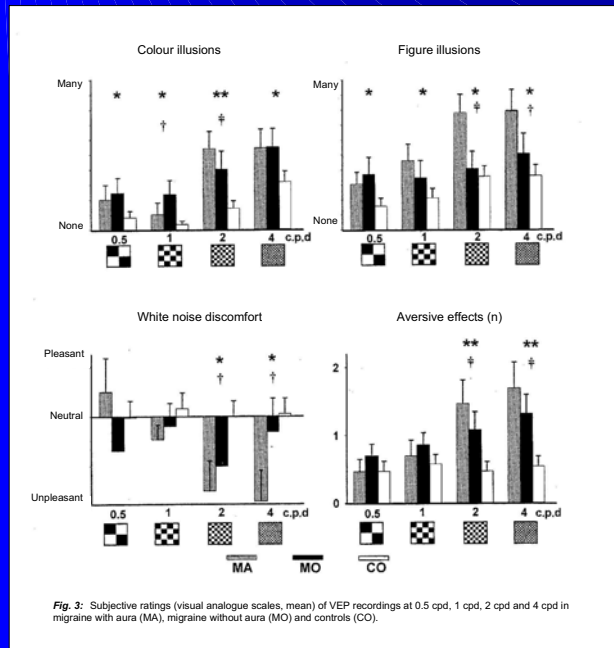 Colour illusions
Many
* * ** *
† ‡
None
0.5 1 2 4 c.p,d
Figure illusions
Many
* * * *
‡ †
None
0.5 1 2 4 c.p,d
White noise discomfort
Pleasant
* *
† †
Neutral
Unpleasant
0.5 1 2 4 c.p,d
Aversive effects (n)
** **
‡ ‡
2
1
0
0.5 1 2 4 c.p,d
MA MO CO
Fig. 3: Subjective ratings (visual analogue scales, mean) of VEP recordings at 0.5 cpd, 1 cpd, 2 cpd and 4 cpd in
migraine with aura (MA), migraine without aura (MO) and controls (CO).